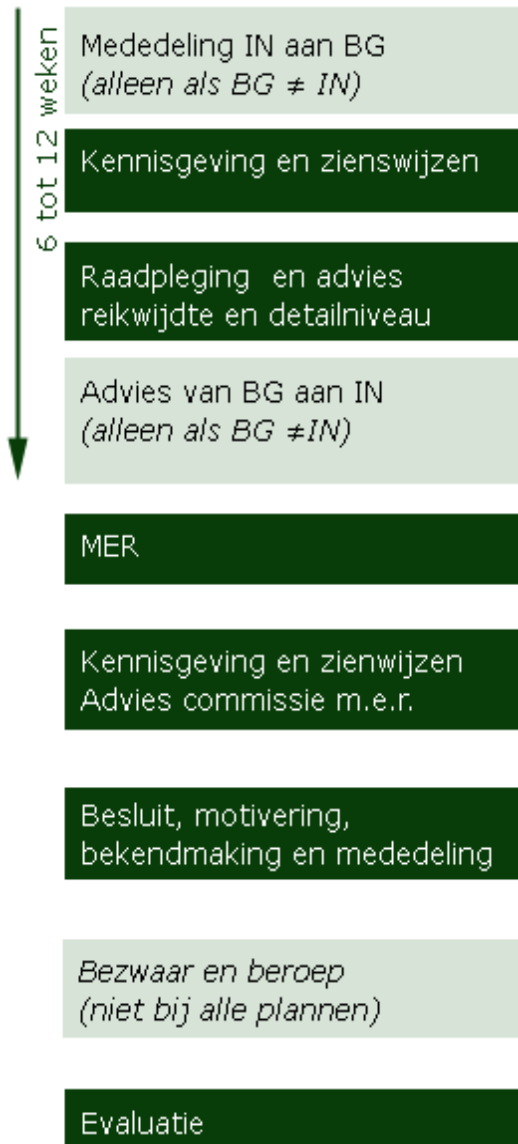 6 tot 12 weken
Mededeling IN aan BG
(alleen als BG ≠ IN)
Kennisgeving en zienswijzen
Raadpleging en advies
reikwijdte en detailniveau
Advies van BG aan IN
(alleen als BG ≠IN)
MER
Kennisgeving en zienwijzen
Advies commissie m.e.r.
Besluit, motivering,
bekendmaking en mededeling
Bezwaar en beroep
(niet bij alle plannen)
Evaluatie